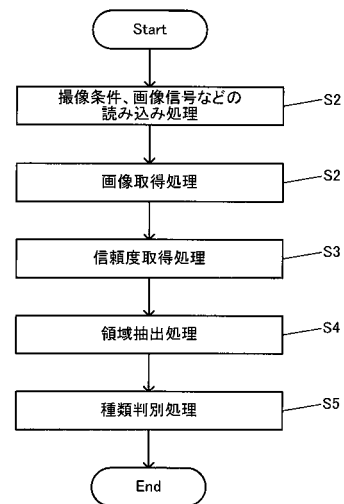 Start
撮像条件、画像信号などの
読み込み処理
S2
画像取得処理
S2
信頼度取得処理
S3
領域抽出処理
S4
種類判別処理
S5
End